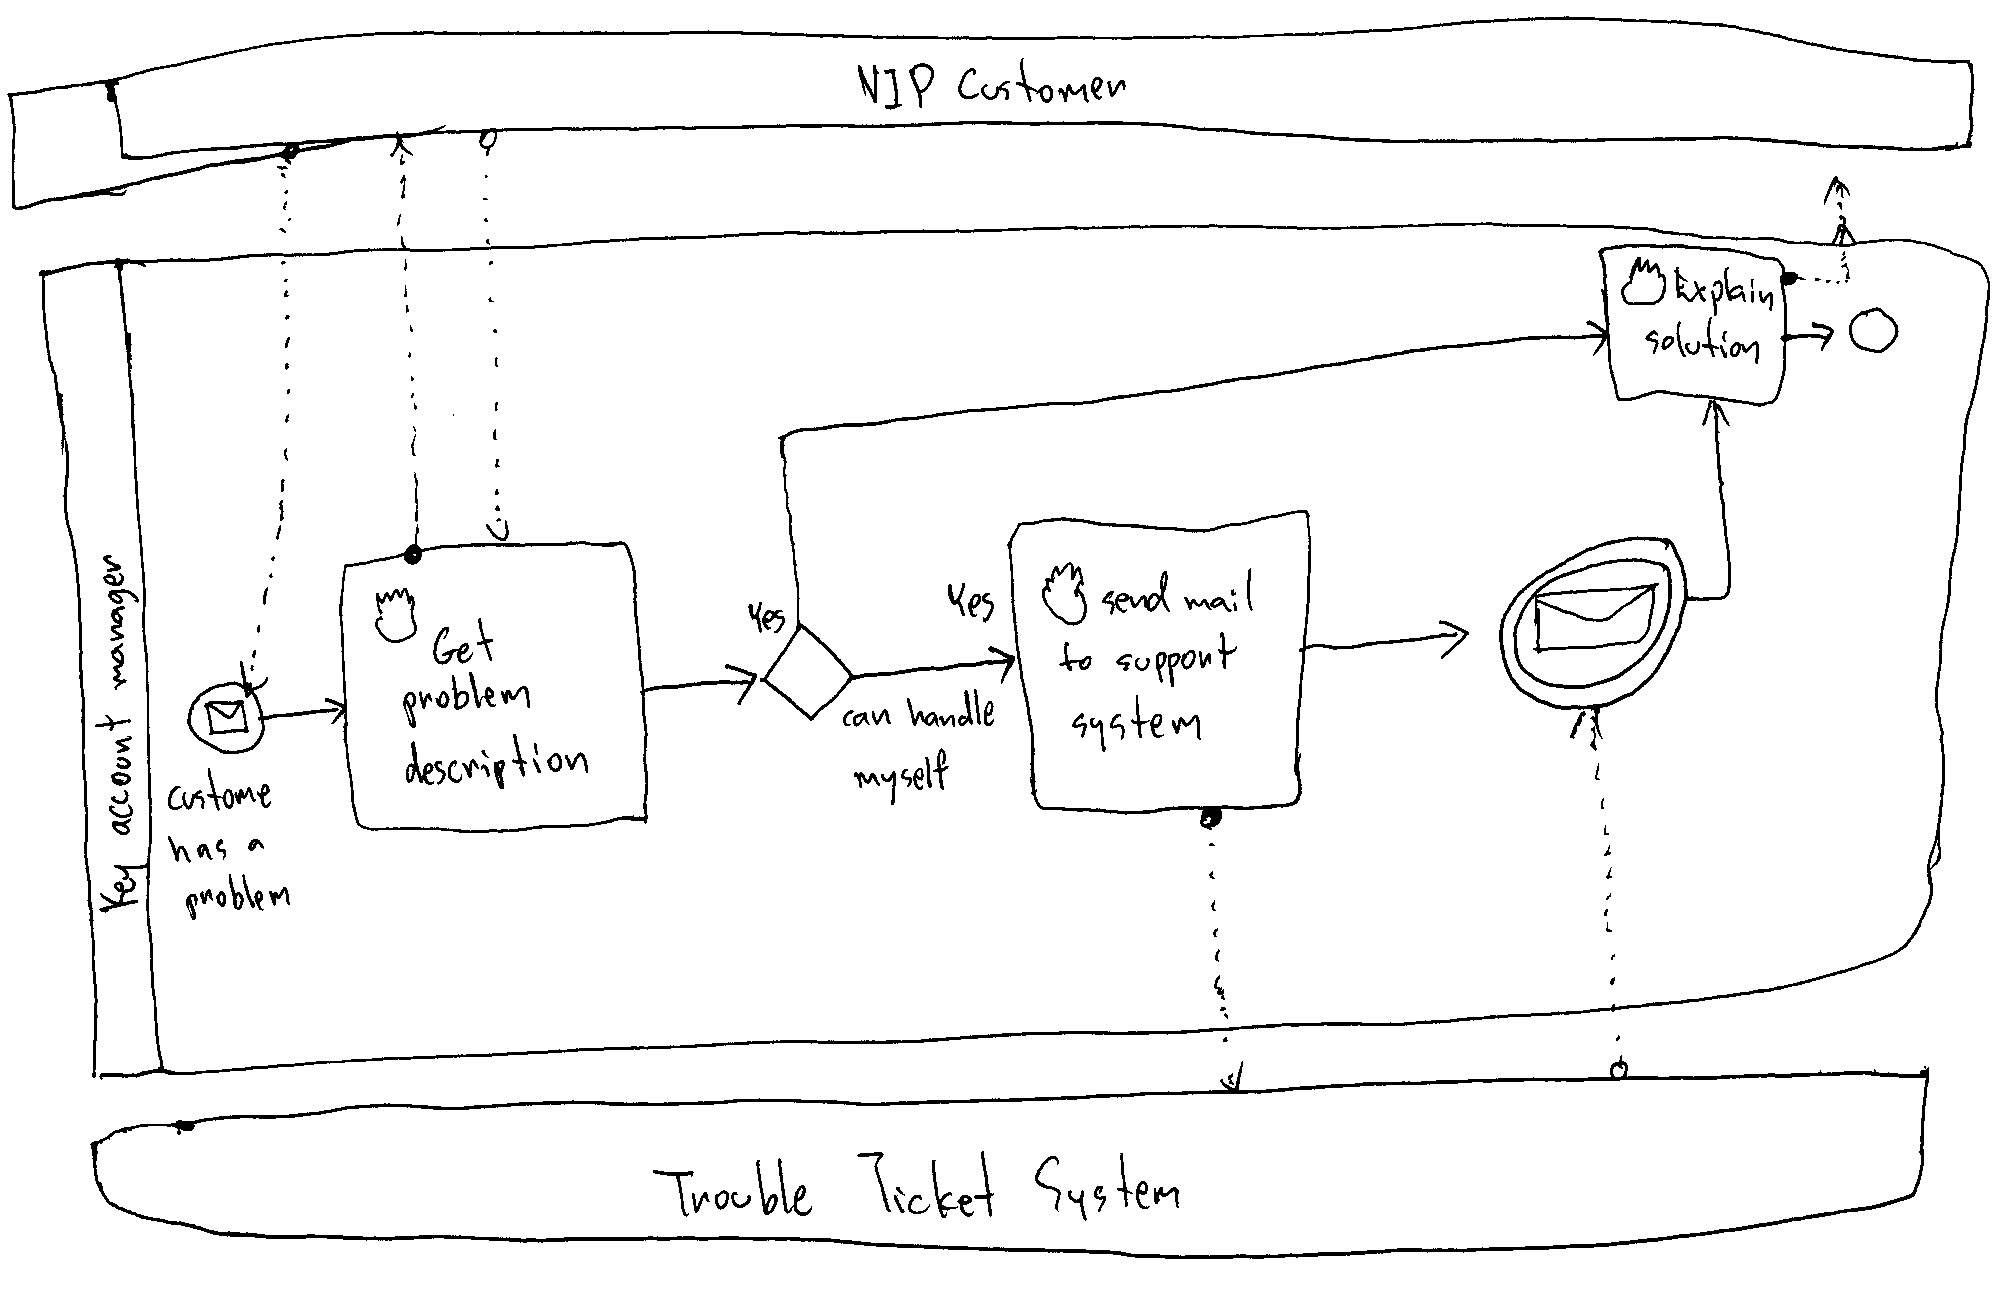 VIP Customer
Key account manager
custome
has a
problem
Get
problem
description
Yes
Yes
can handle
myself
send mail
to support
system
Explain
solution
Trouble Ticket System